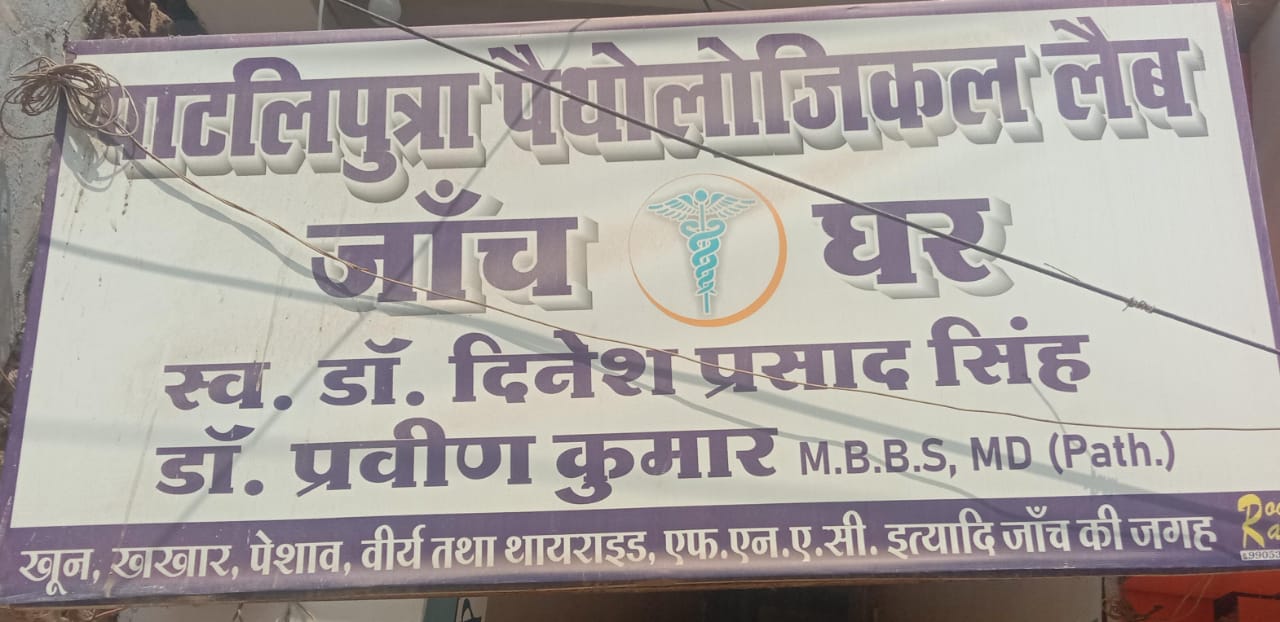 पाटलिपुत्रा पैथोलोजिकल लैब
जाँच घर
स्व. डॉ. दिनेश प्रसाद सिंह
डॉ. प्रवीण कुमार M.B.B.S, MD (Path.)
खून, खखार, पेशाव, वीर्य तथा थायराइड, एफ.एन.ए.सी. इत्यादि जाँच की जगह